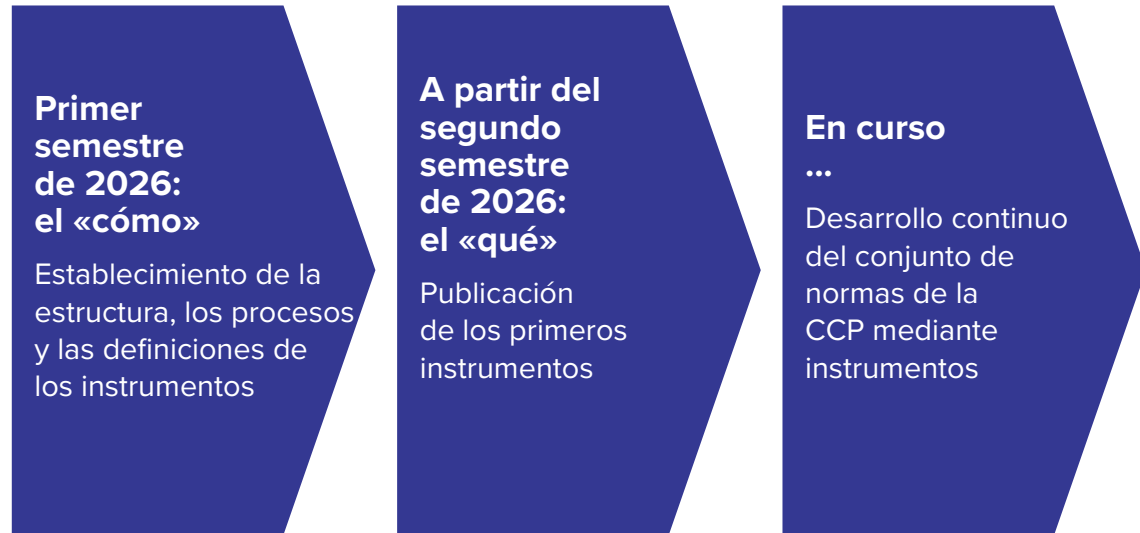 Primer
semestre
de 2026:
el «cómo»
Establecimiento de la
estructura, los procesos
y las definiciones de
los instrumentos
A partir del
segundo
semestre
de 2026:
el «qué»
Publicación
de los primeros
instrumentos
En curso
...
Desarrollo continuo
del conjunto de
normas de la
CCP mediante
instrumentos